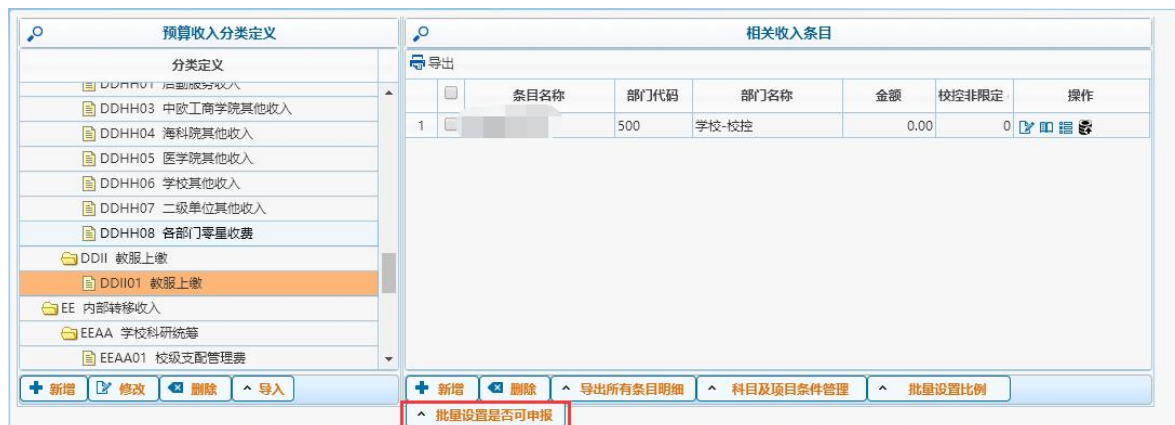 预算收入分类定义
分类定义
DDHH01 后勤服务收入
DDHH03 中欧工商学院其他收入
DDHH04 海科院其他收入
DDHH05 医学院其他收入
DDHH06 学校其他收入
DDHH07 二级单位其他收入
DDHH08 各部门零星收费
DDII 教服上缴
DDII01 教服上缴
EE 内部转移收入
EEAA 学校科研统筹
EEAA01 校级支配管理费
新增 修改 删除 导入
相关收入条目
导出
条目名称 部门代码 部门名称 金额 校控非限定 操作
1 500 学校-校控 0.00 0
新增 删除 导出所有条目明细 科目及项目条件管理 批量设置比例
批量设置是否可申报